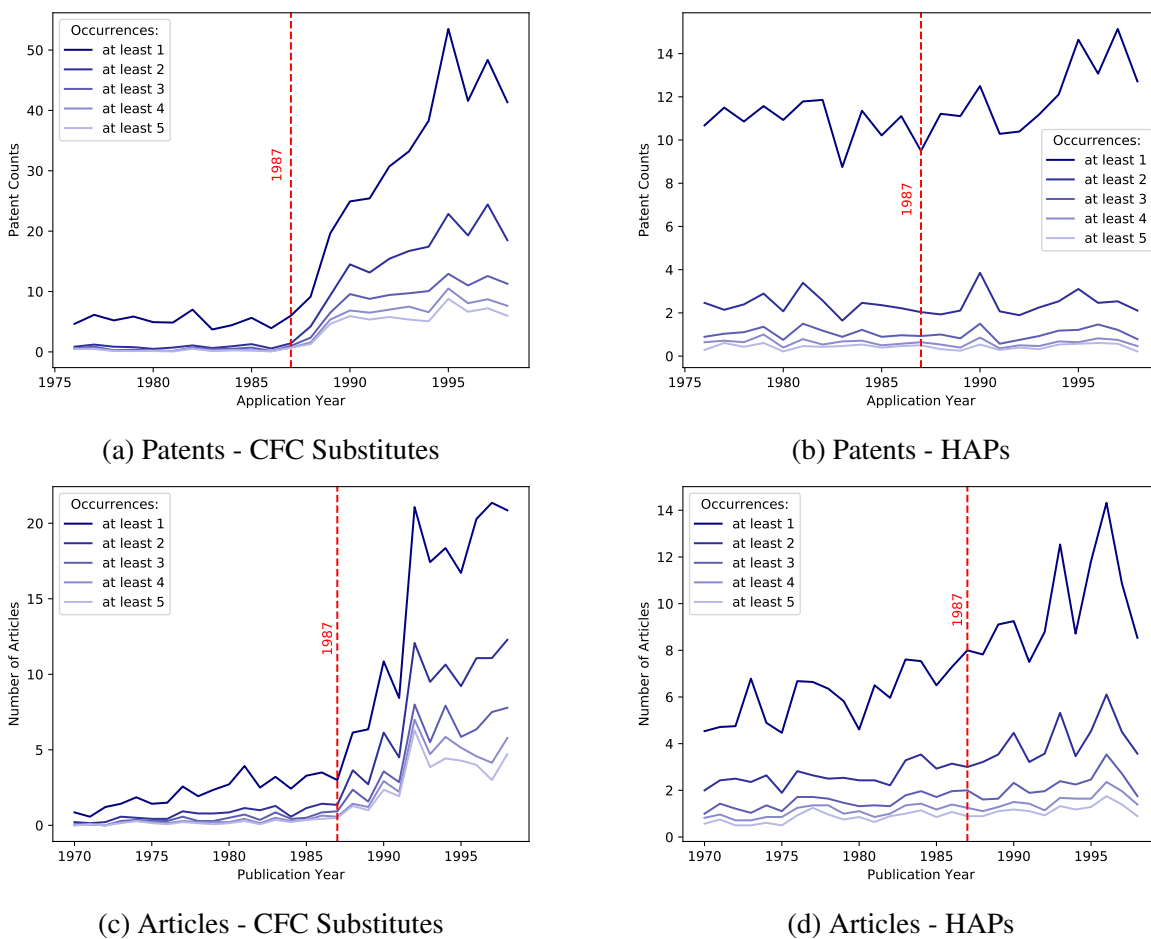 Patent Counts
50
40
30
20
10
0
Occurrences:
at least 1
at least 2
at least 3
at least 4
at least 5
1987
1975 1980 1985 1990 1995
Application Year
(a) Patents - CFC Substitutes
Patent Counts
14
12
10
8
6
4
2
0
Occurrences:
at least 1
at least 2
at least 3
at least 4
at least 5
1987
1975 1980 1985 1990 1995
Application Year
(b) Patents - HAPs
Number of Articles
20
15
10
5
0
Occurrences:
at least 1
at least 2
at least 3
at least 4
at least 5
1987
1970 1975 1980 1985 1990 1995
Publication Year
(c) Articles - CFC Substitutes
Number of Articles
14
12
10
8
6
4
2
0
Occurrences:
at least 1
at least 2
at least 3
at least 4
at least 5
1987
1970 1975 1980 1985 1990 1995
Publication Year
(d) Articles - HAPs